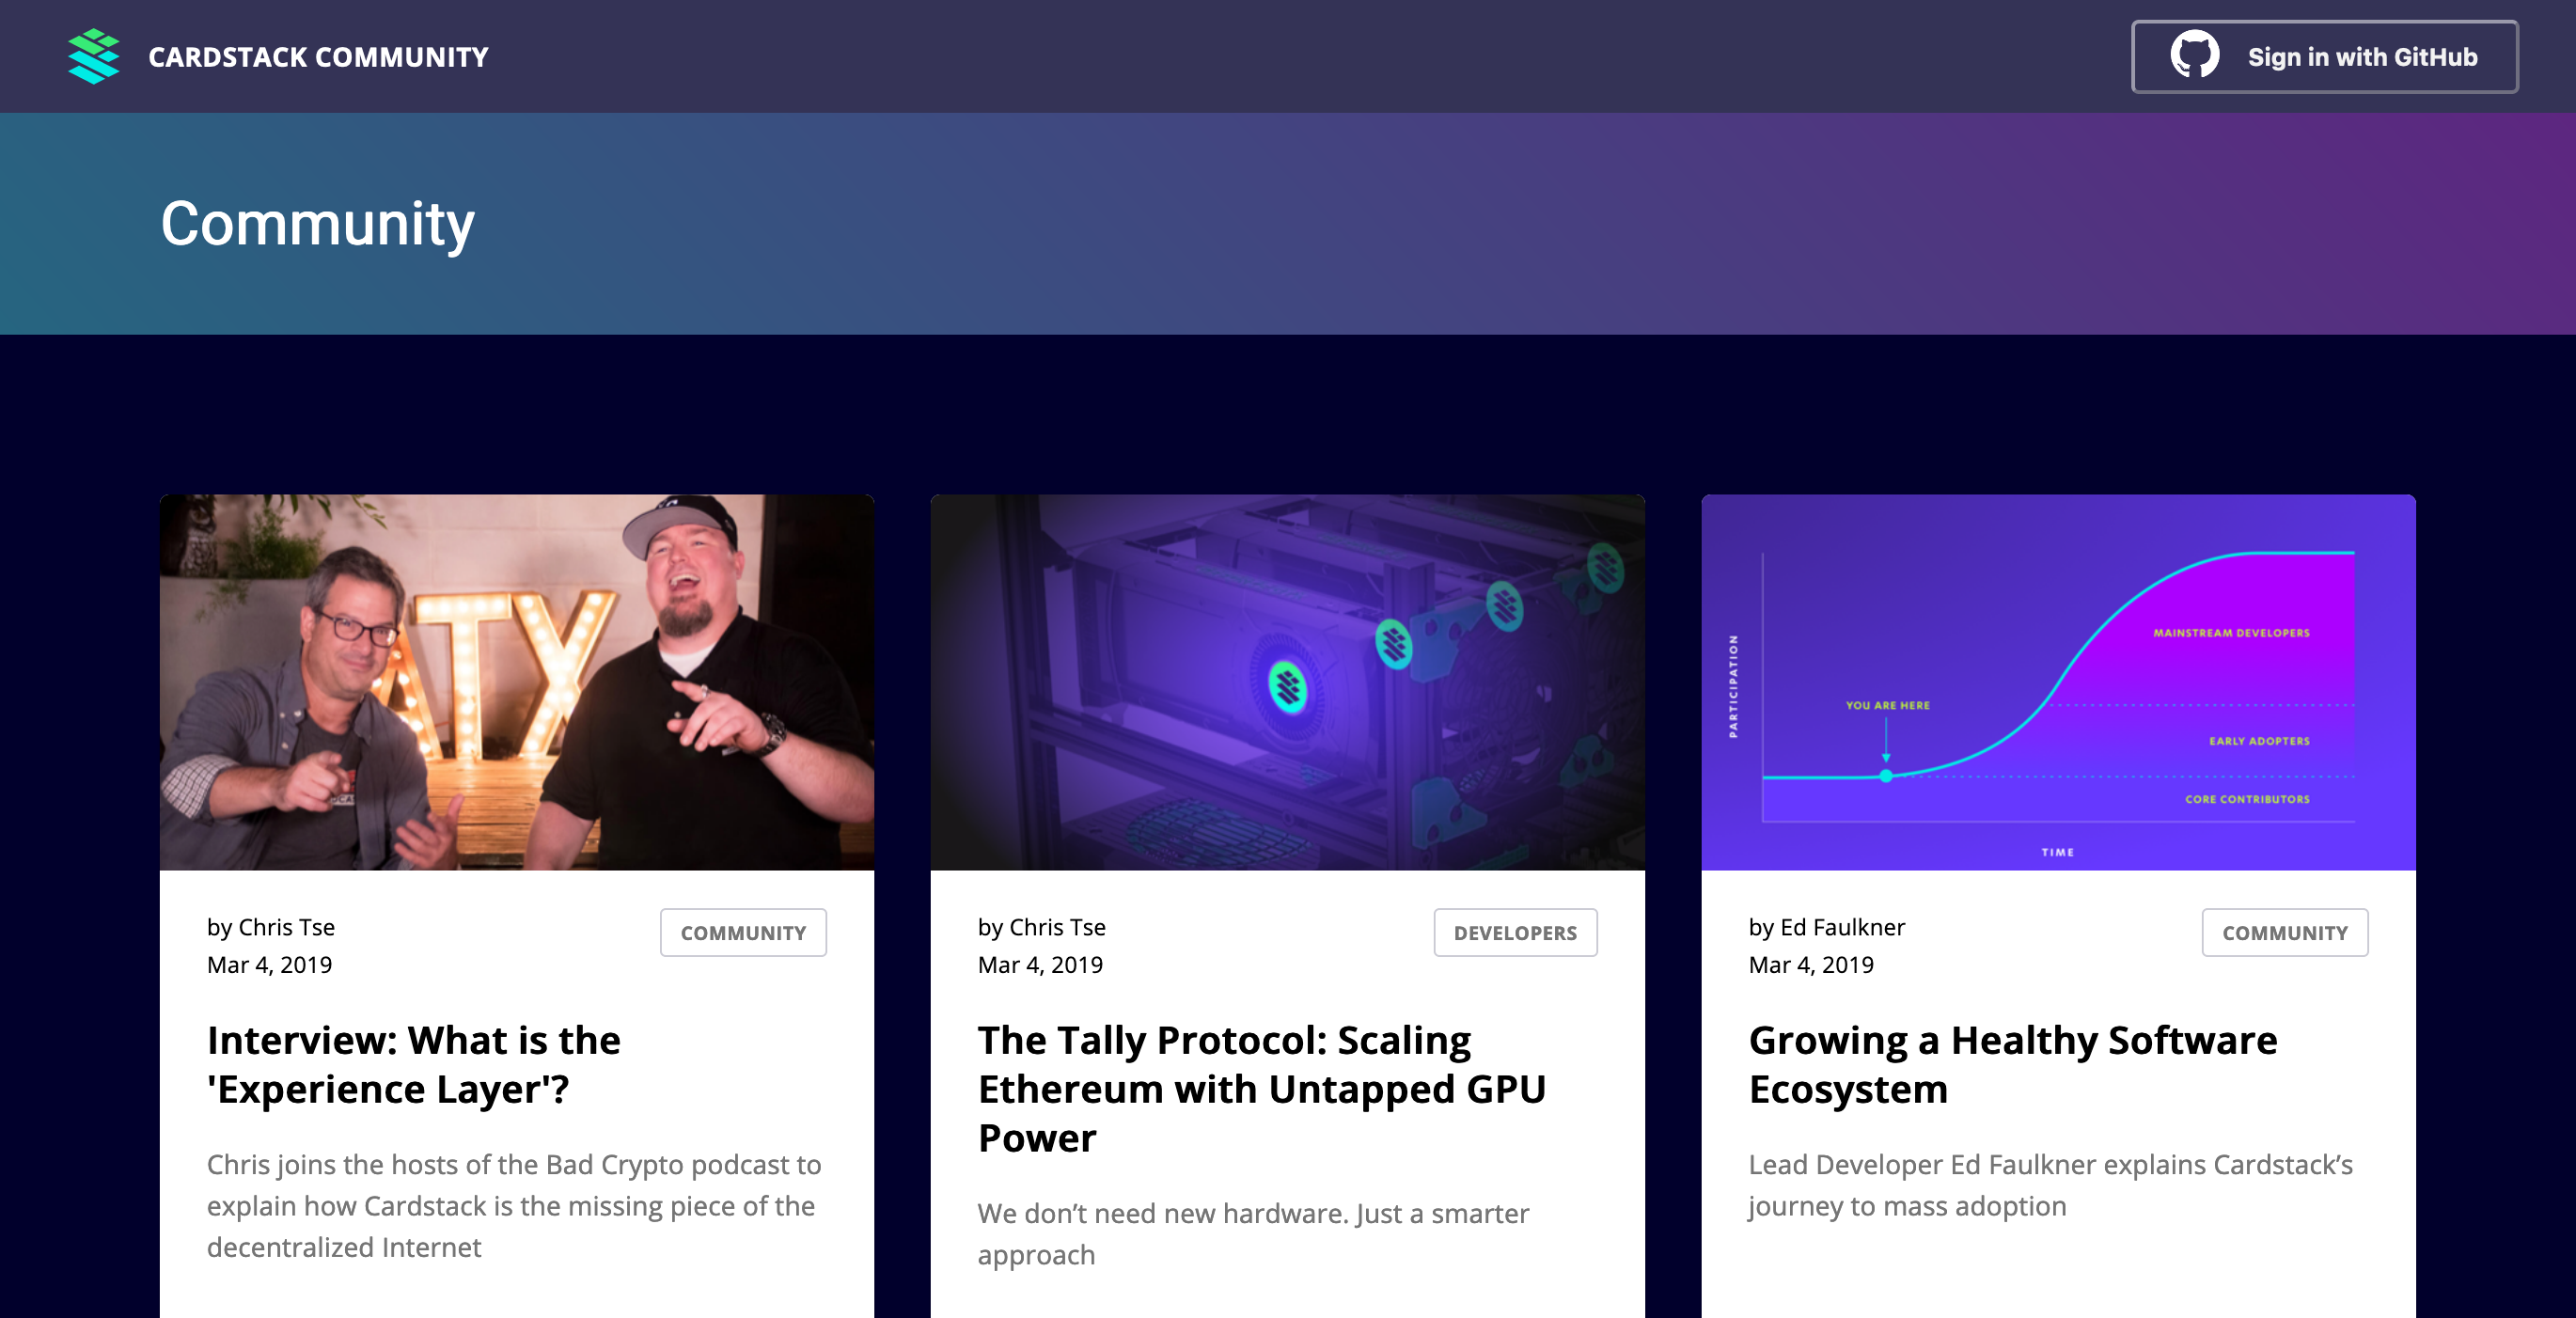 CARDSTACK COMMUNITY
Sign in with GitHub
Community
ATX
by Chris Tse
Mar 4, 2019
COMMUNITY
Interview: What is the
'Experience Layer'?
Chris joins the hosts of the Bad Crypto podcast to
explain how Cardstack is the missing piece of the
decentralized Internet
by Chris Tse
Mar 4, 2019
DEVELOPERS
The Tally Protocol: Scaling
Ethereum with Untapped GPU
Power
We don’t need new hardware. Just a smarter
approach
PARTICIPATION
MAINSTREAM DEVELOPERS
YOU ARE HERE
EARLY ADOPTERS
CORE CONTRIBUTORS
TIME
by Ed Faulkner
Mar 4, 2019
COMMUNITY
Growing a Healthy Software
Ecosystem
Lead Developer Ed Faulkner explains Cardstack’s
journey to mass adoption